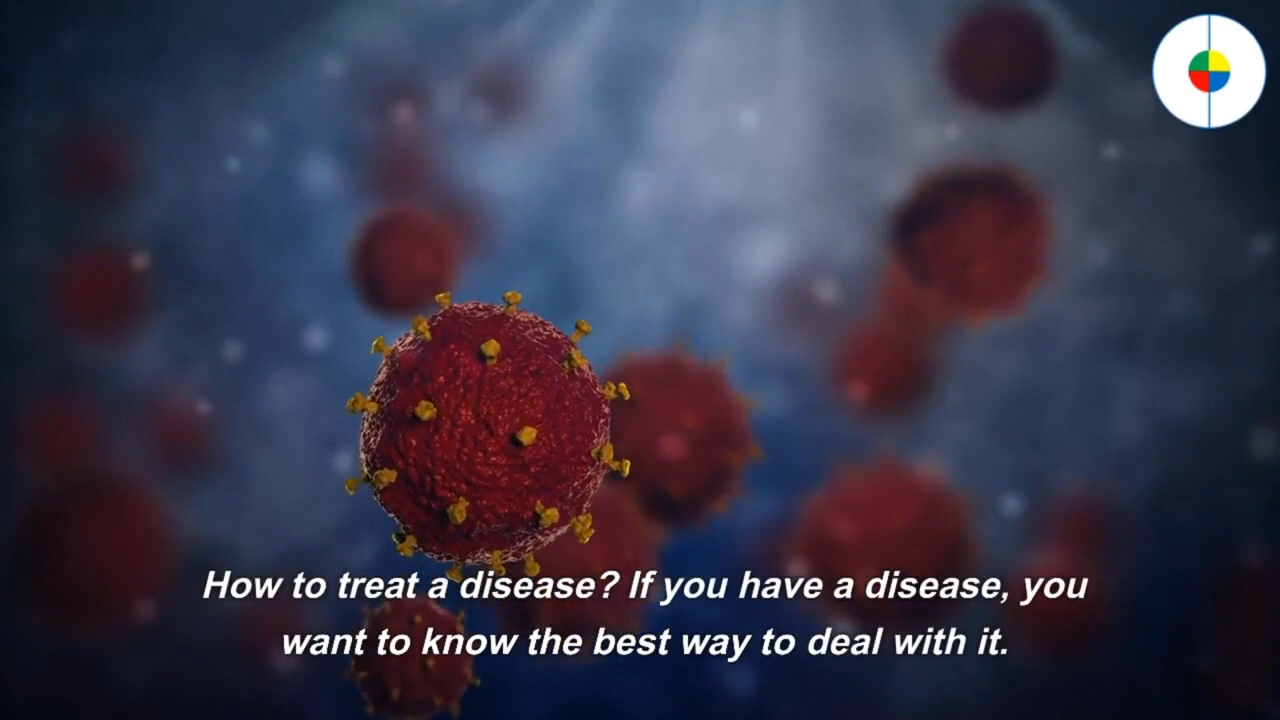 How to treat a disease? If you have a disease, you
want to know the best way to deal with it.